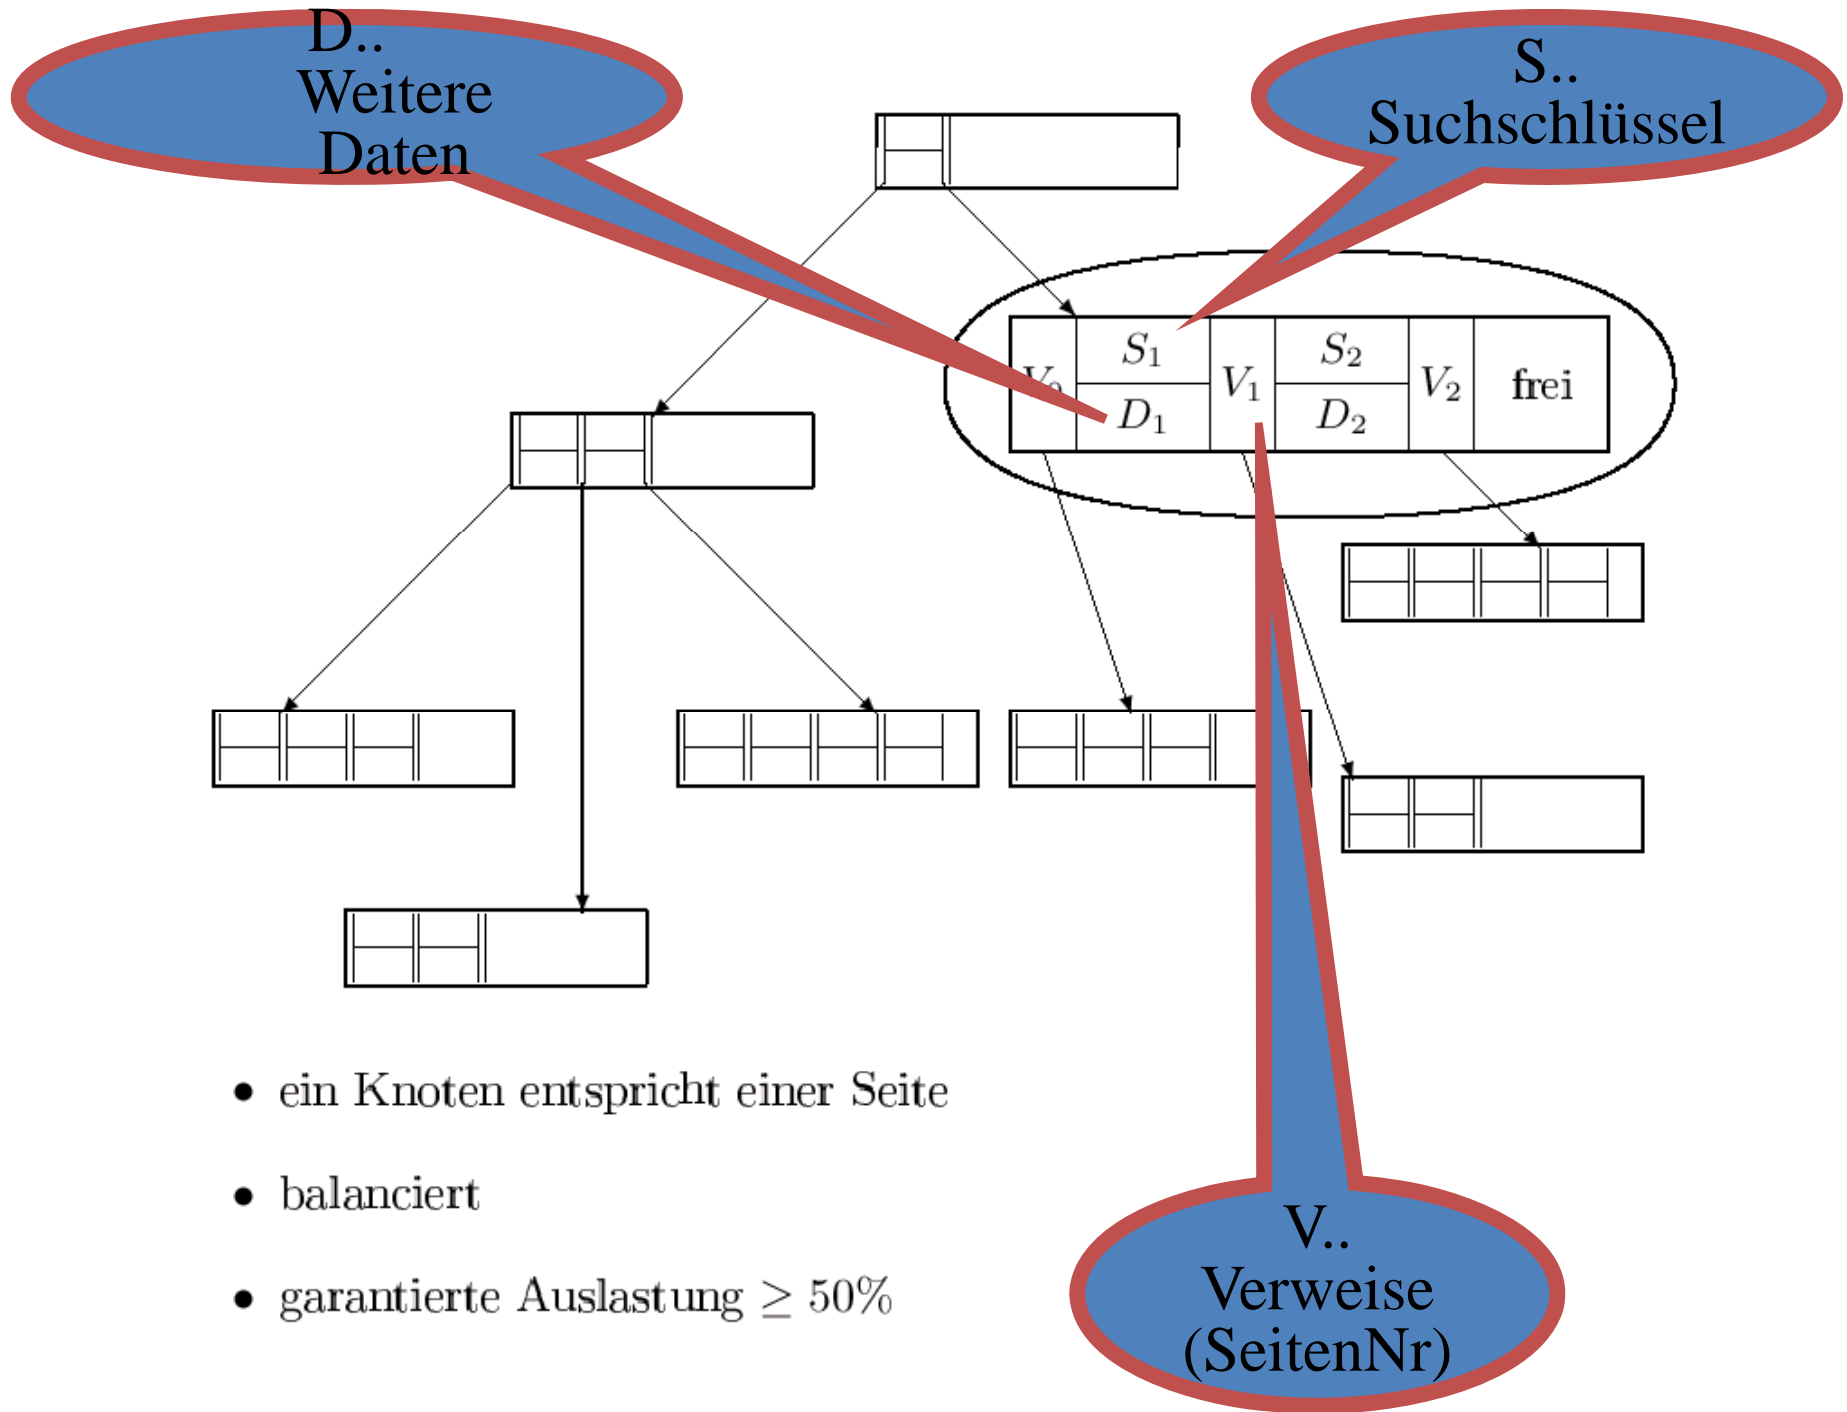 D..
Weitere
Daten
S..
Suchschlüssel
S₁
S₂
V₁
V₂
frei
D₁
D₂
• ein Knoten entspricht einer Seite
• balanciert
• garantierte Auslastung ≥ 50%
V..
Verweise
(SeitenNr)